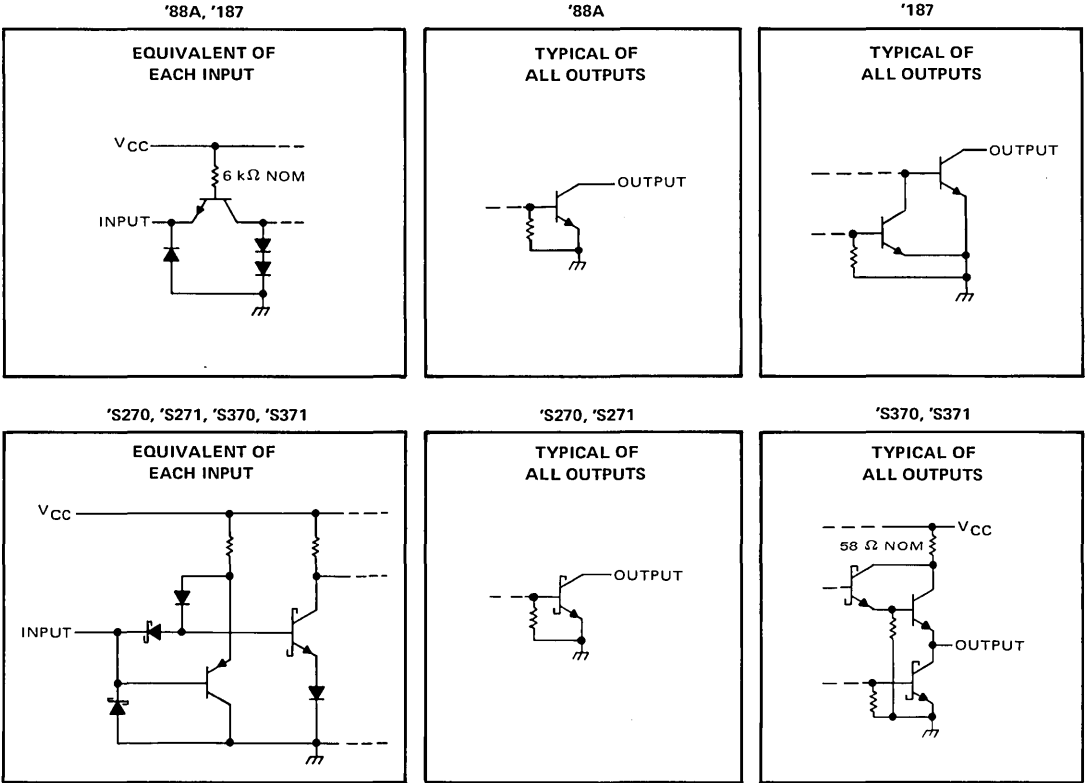 '88A, '187
EQUIVALENT OF
EACH INPUT
VCC
6 kΩ NOM
INPUT
'88A
TYPICAL OF
ALL OUTPUTS
OUTPUT
'187
TYPICAL OF
ALL OUTPUTS
OUTPUT
'S270, 'S271, 'S370, 'S371
EQUIVALENT OF
EACH INPUT
VCC
INPUT
'S270, 'S271
TYPICAL OF
ALL OUTPUTS
OUTPUT
'S370, 'S371
TYPICAL OF
ALL OUTPUTS
VCC
58 Ω NOM
OUTPUT